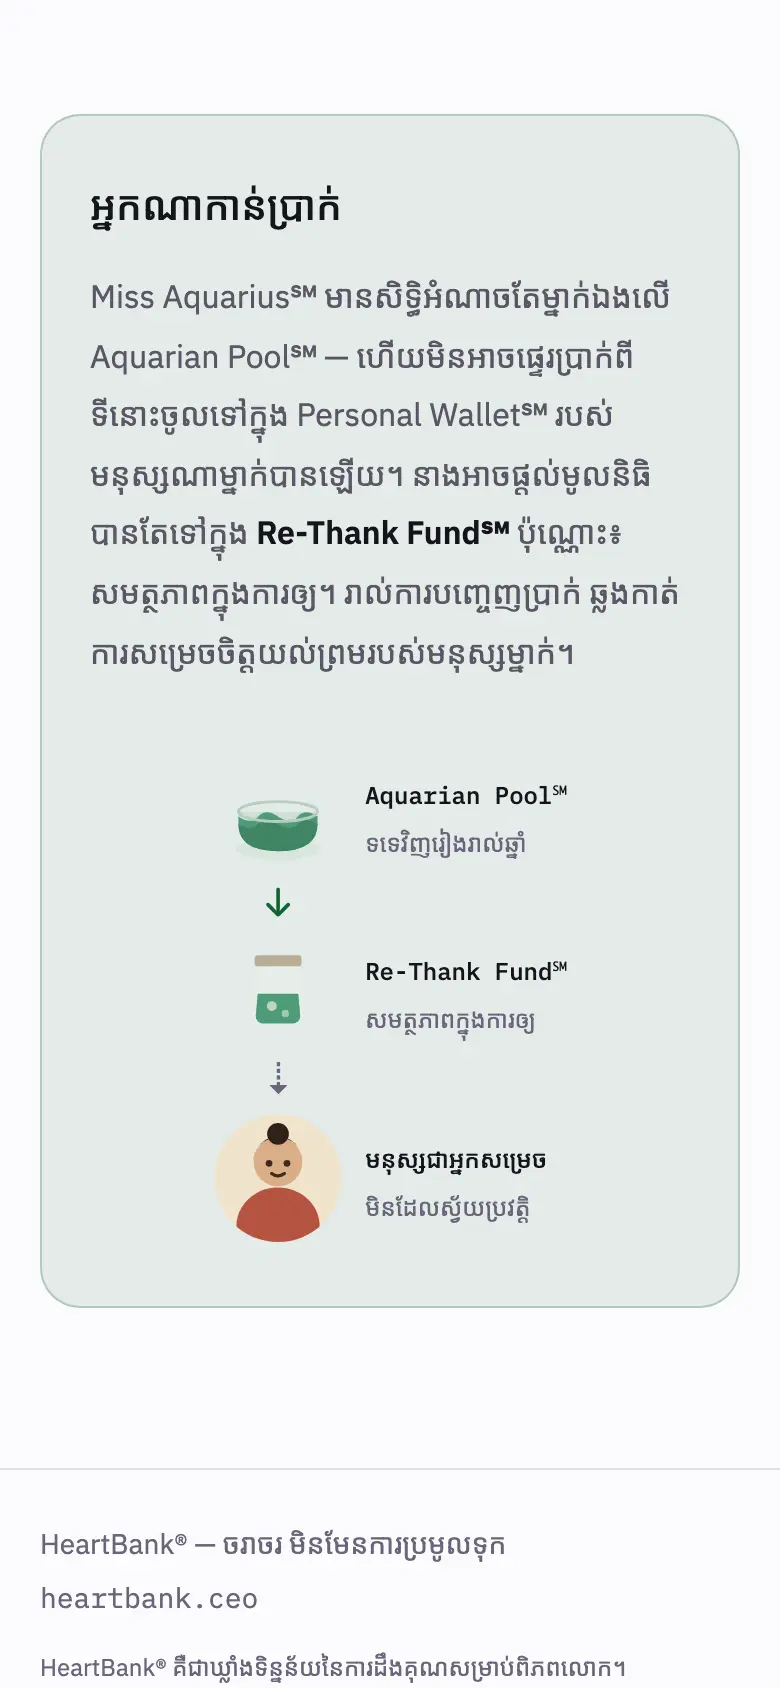 អ្នកណាកាន់ប្រាក់
Miss Aquarius℠ មានសិទ្ធិអំណាចតែម្នាក់ឯងលើ
Aquarian Pool℠ — ហើយមិនអាចផ្ទេរប្រាក់ពី
ទីនោះចូលទៅក្នុង Personal Wallet℠ របស់
មនុស្សណាម្នាក់បានឡើយ។ នាងអាចផ្តល់មូលនិធិ
បានតែទៅក្នុង Re-Thank Fund℠ ប៉ុណ្ណោះ៖
សមត្ថភាពក្នុងការឲ្យ។ រាល់ការបញ្ចេញប្រាក់ ឆ្លងកាត់
ការសម្រេចចិត្តយល់ព្រមរបស់មនុស្សម្នាក់។
Aquarian Pool℠
ទទេវិញរៀងរាល់ឆ្នាំ
Re-Thank Fund℠
សមត្ថភាពក្នុងការឲ្យ
មនុស្សជាអ្នកសម្រេច
មិនដែលស្វ័យប្រវត្តិ
HeartBank® — ចរាចរ មិនមែនការប្រមូលទុក
heartbank.ceo
HeartBank® គឺជាឃ្លាំងទិន្នន័យនៃការដឹងគុណសម្រាប់ពិភពលោក។